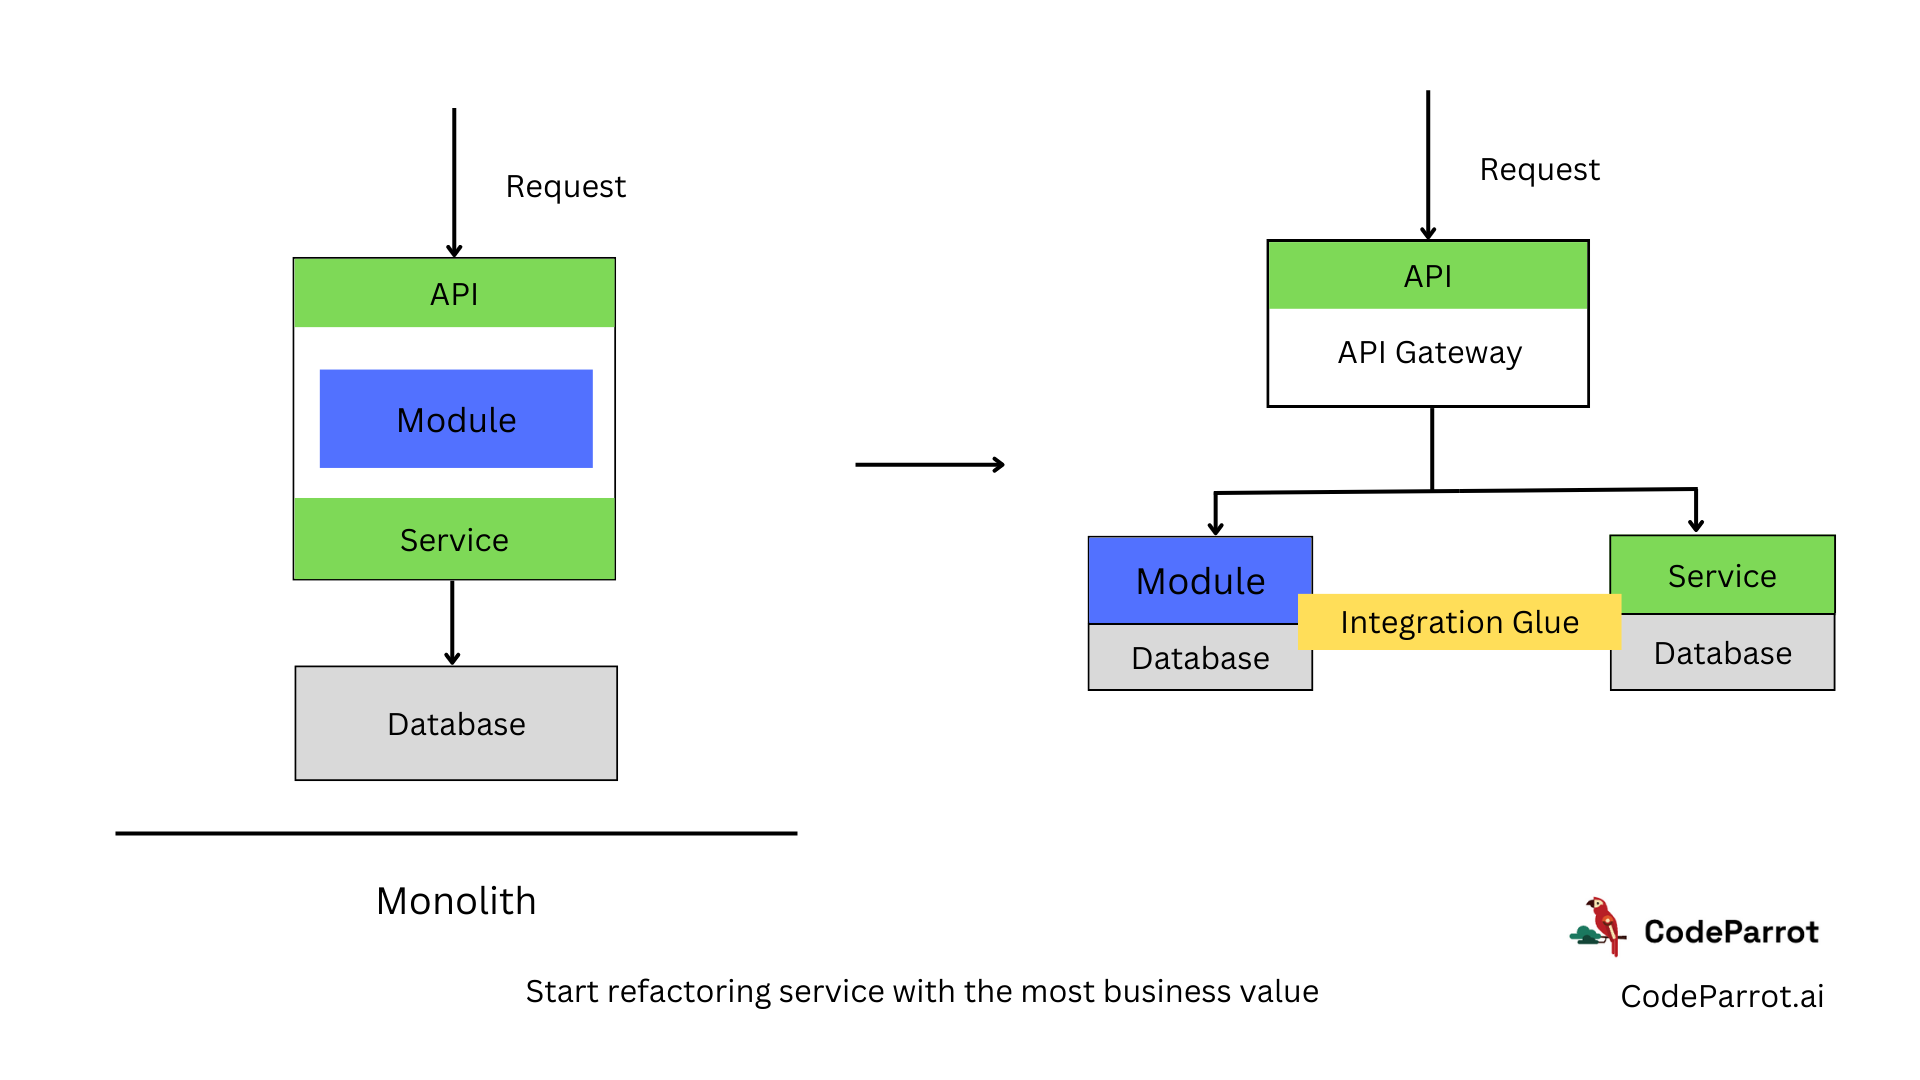 Request
API
Module
Service
Database
Monolith
Request
API
API Gateway
Module
Database
Integration Glue
Service
Database
Start refactoring service with the most business value
CodeParrot
CodeParrot.ai